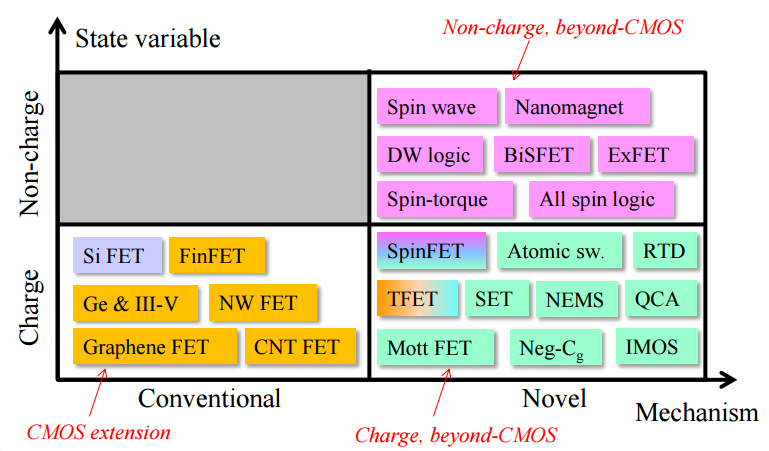 State variable
Non-charge, beyond-CMOS
Non-charge
Spin wave
Nanomagnet
DW logic
BiSFET
ExFET
Spin-torque
All spin logic
Charge
Si FET
FinFET
Ge & III-V
NW FET
Graphene FET
CNT FET
SpinFET
Atomic sw.
RTD
TFET
SET
NEMS
QCA
Mott FET
Neg-Cg
IMOS
Conventional
Novel
Mechanism
CMOS extension
Charge, beyond-CMOS